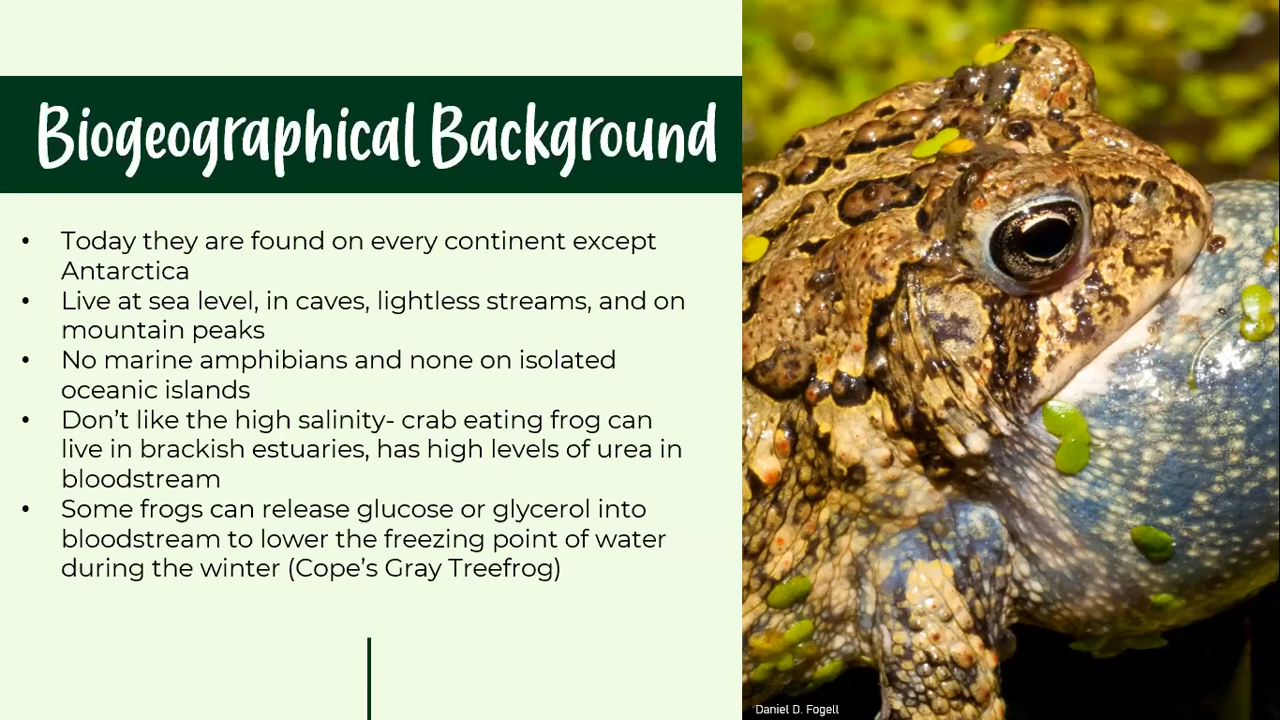 Biogeographical Background
• Today they are found on every continent except
Antarctica
• Live at sea level, in caves, lightless streams, and on
mountain peaks
• No marine amphibians and none on isolated
oceanic islands
• Don’t like the high salinity- crab eating frog can
live in brackish estuaries, has high levels of urea in
bloodstream
• Some frogs can release glucose or glycerol into
bloodstream to lower the freezing point of water
during the winter (Cope’s Gray Treefrog)
Daniel D. Fogell